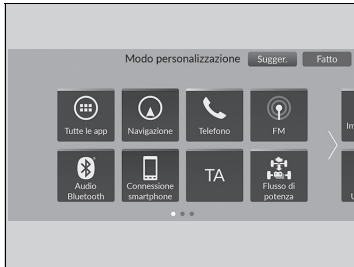 Modo personalizzazione Sugger. Fatto
Tutte le app Navigazione Telefono FM
Audio Bluetooth
Connessione smartphone
TA
Flusso di potenza